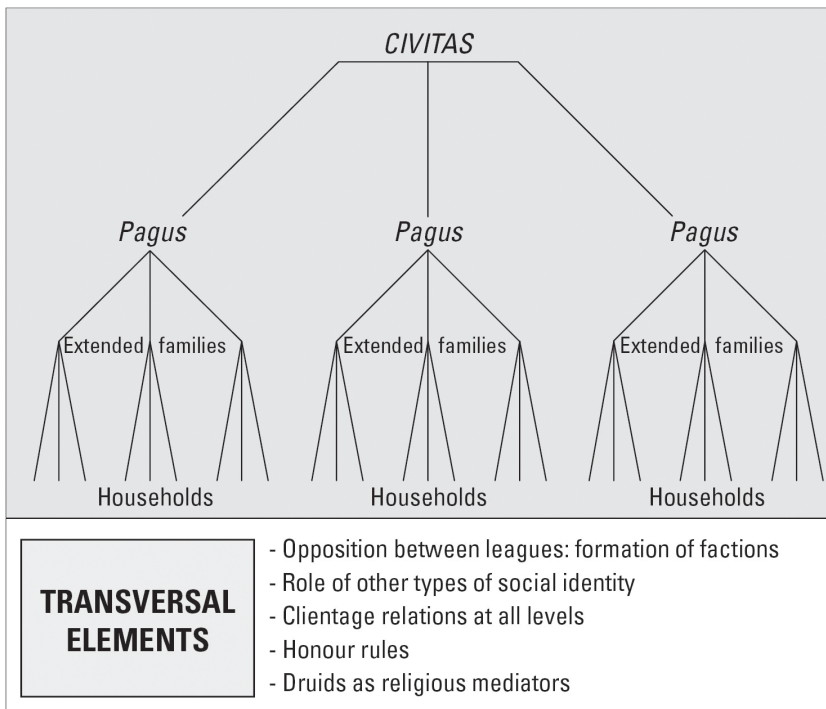 CIVITAS
Pagus Pagus Pagus
Extended families Extended families Extended families
Households Households Households
TRANSVERSAL
ELEMENTS
- Opposition between leagues: formation of factions
- Role of other types of social identity
- Clientage relations at all levels
- Honour rules
- Druids as religious mediators